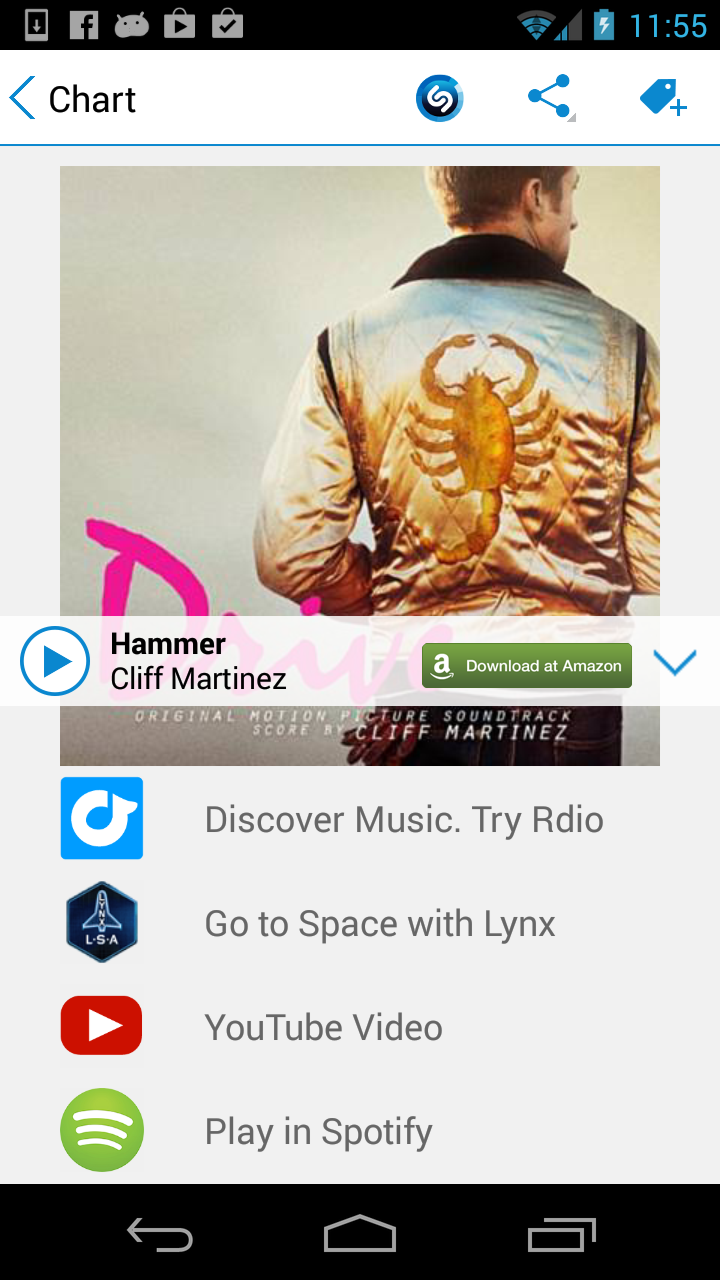 11:55
Chart
Drive
Hammer
Cliff Martinez
Download at Amazon
ORIGINAL MOTION PICTURE SOUNDTRACK
SCORE BY CLIFF MARTINEZ
Discover Music. Try Rdio
LYNX
L·S·A
Go to Space with Lynx
YouTube Video
Play in Spotify